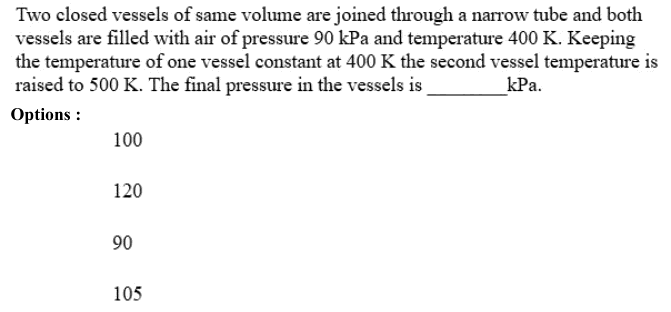 Two closed vessels of same volume are joined through a narrow tube and both
vessels are filled with air of pressure 90 kPa and temperature 400 K. Keeping
the temperature of one vessel constant at 400 K the second vessel temperature is
raised to 500 K. The final pressure in the vessels is ________kPa.
Options :
100
120
90
105